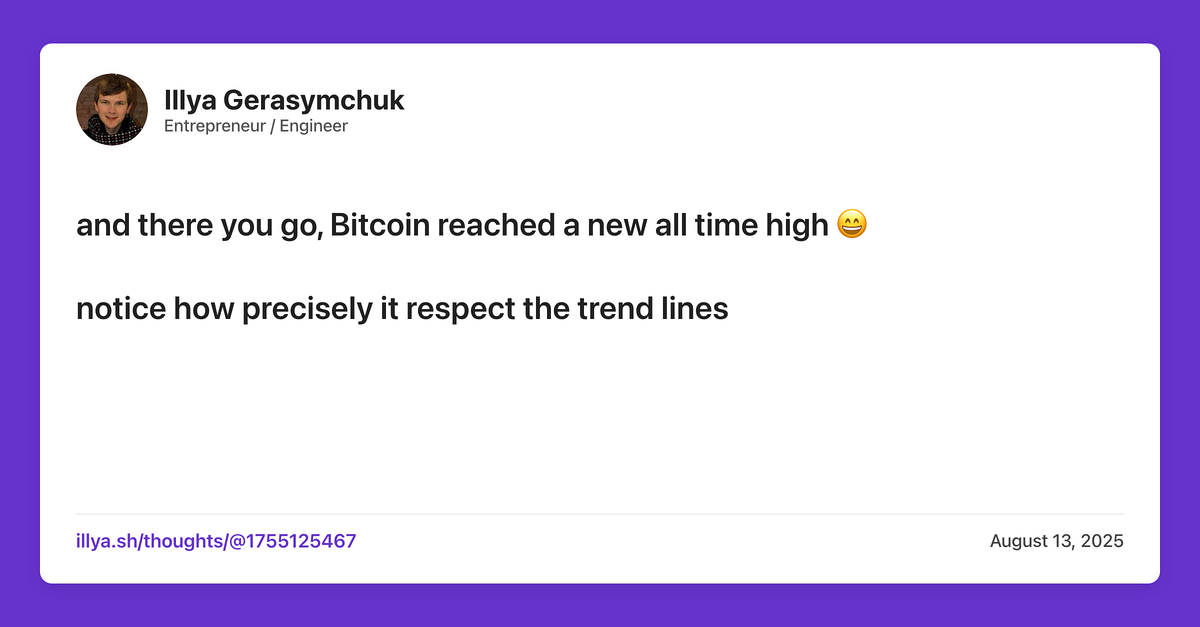 Illya Gerasymchuk
Entrepreneur / Engineer
and there you go, Bitcoin reached a new all time high 😄
notice how precisely it respect the trend lines
illya.sh/thoughts/@1755125467
August 13, 2025